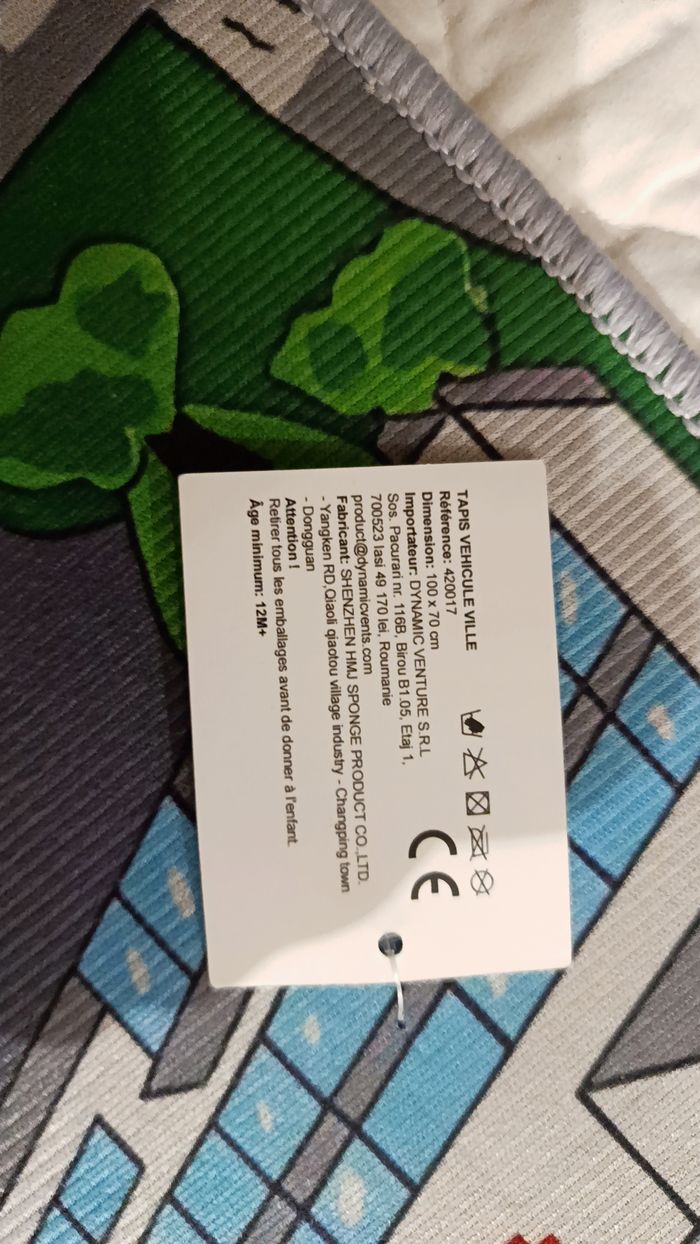 TAPIS VEHICULE VILLE
Référence: 420017
Dimension: 100 x 70 cm
Importateur: DYNAMIC VENTURE S.R.L
Sos. Pacurari nr. 116B, Birou B1.05, Etaj 1,
700523 Iasi 49 170 lei, Roumanie
product@dynamicvents.com
Fabricant: SHENZHEN HMJ SPONGE PRODUCT CO.,LTD.
- Yangken RD,Qiaoli qiaotou village industry - Changping town
- Dongguan
Attention !
Retirer tous les emballages avant de donner à l'enfant.
Âge minimum: 12M+
CE